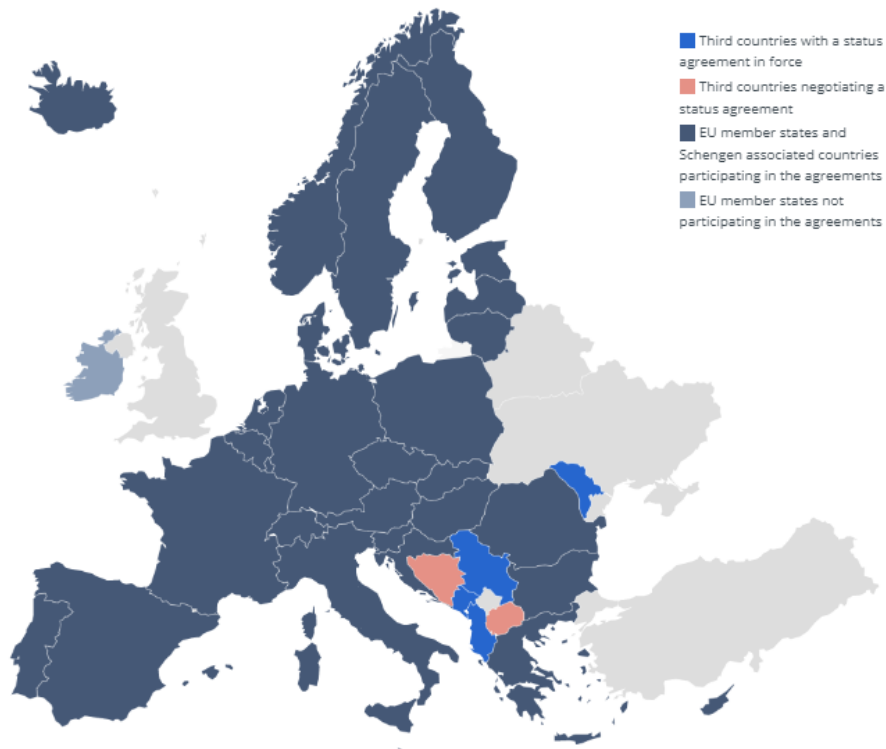 Third countries with a status
agreement in force
Third countries negotiating a
status agreement
EU member states and
Schengen associated countries
participating in the agreements
EU member states not
participating in the agreements